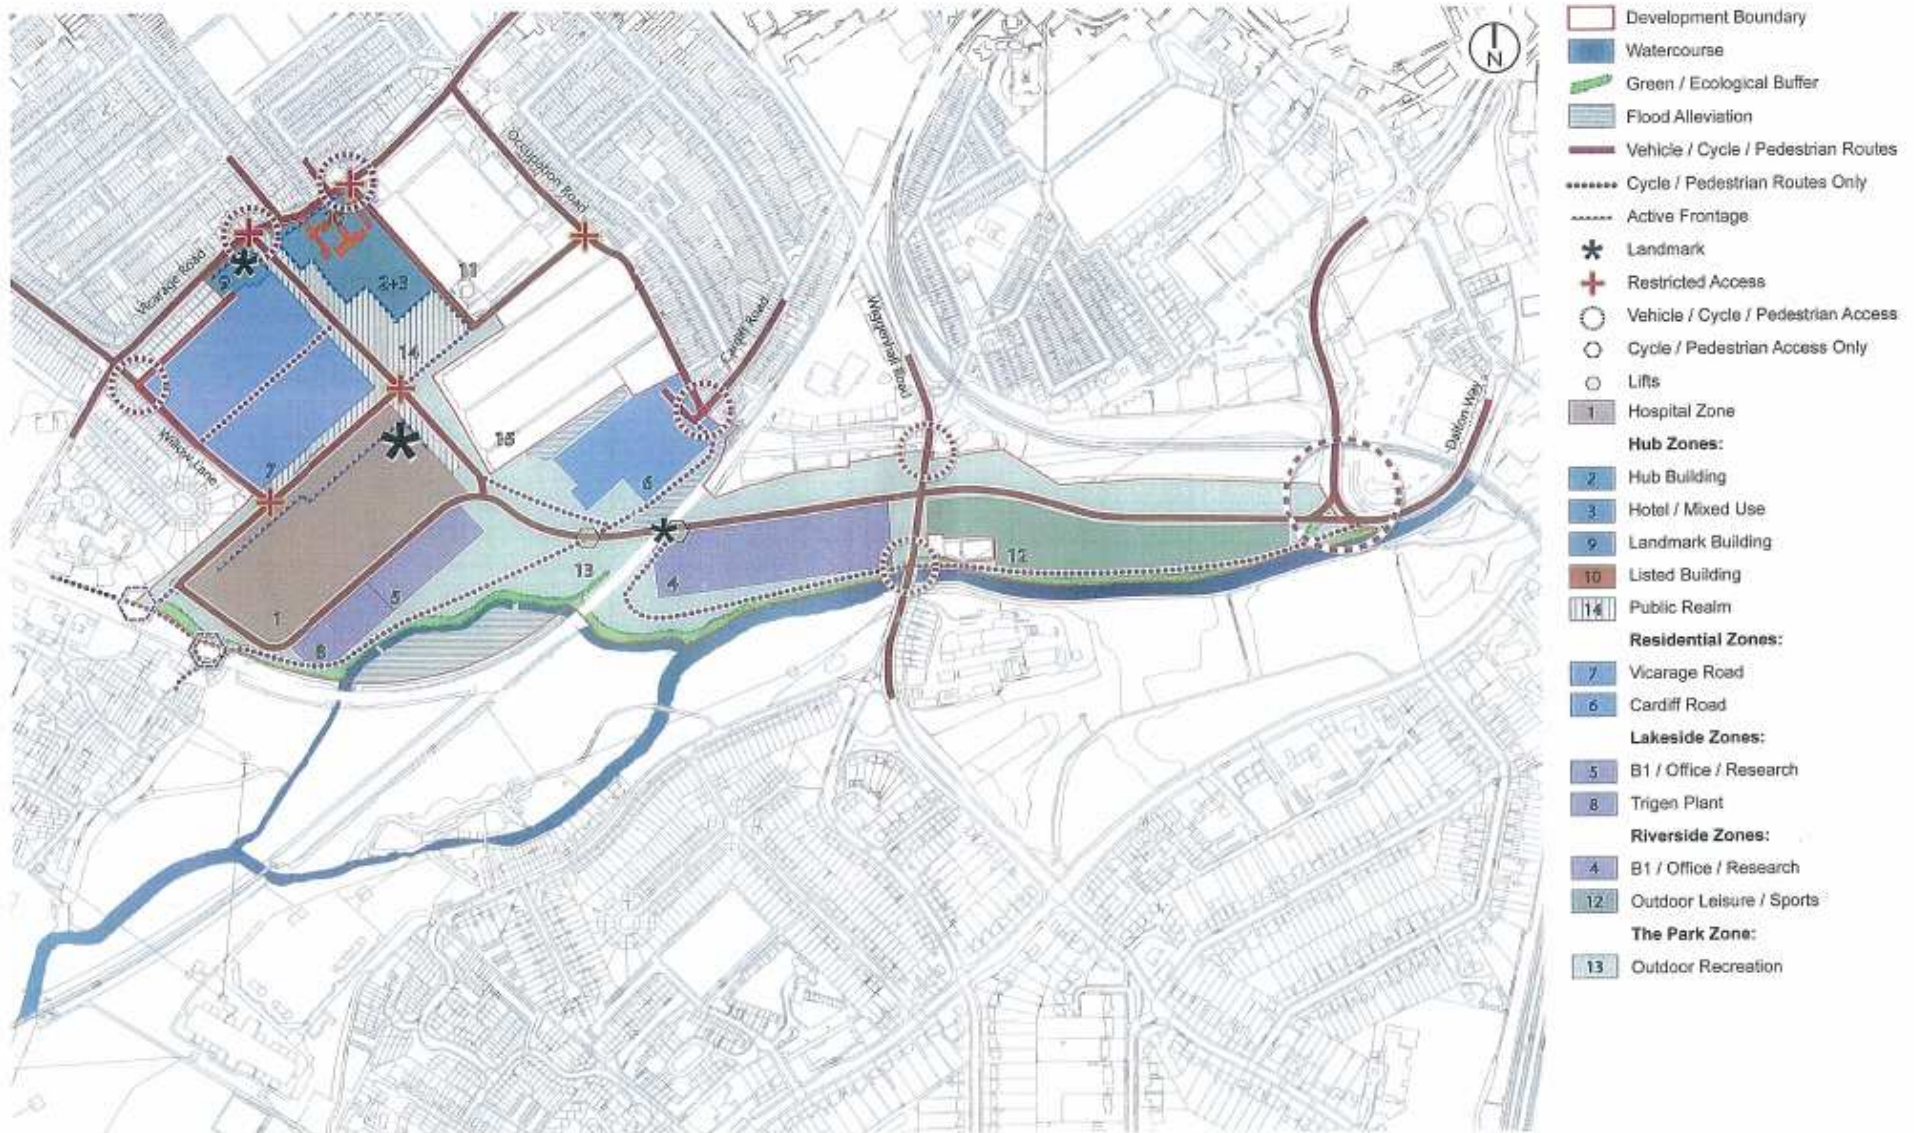 N
Occupation Road
Vicarage Road
11
2+3
9
14
Cardiff Road
Wiggenhall Road
Willow Lane
7
15
6
Dalton Way
12
13
4
5
1
8
Development Boundary
Watercourse
Green / Ecological Buffer
Flood Alleviation
Vehicle / Cycle / Pedestrian Routes
Cycle / Pedestrian Routes Only
Active Frontage
Landmark
Restricted Access
Vehicle / Cycle / Pedestrian Access
Cycle / Pedestrian Access Only
Lifts
1 Hospital Zone
Hub Zones:
2 Hub Building
3 Hotel / Mixed Use
9 Landmark Building
10 Listed Building
14 Public Realm
Residential Zones:
7 Vicarage Road
6 Cardiff Road
Lakeside Zones:
5 B1 / Office / Research
8 Trigen Plant
Riverside Zones:
4 B1 / Office / Research
12 Outdoor Leisure / Sports
The Park Zone:
13 Outdoor Recreation